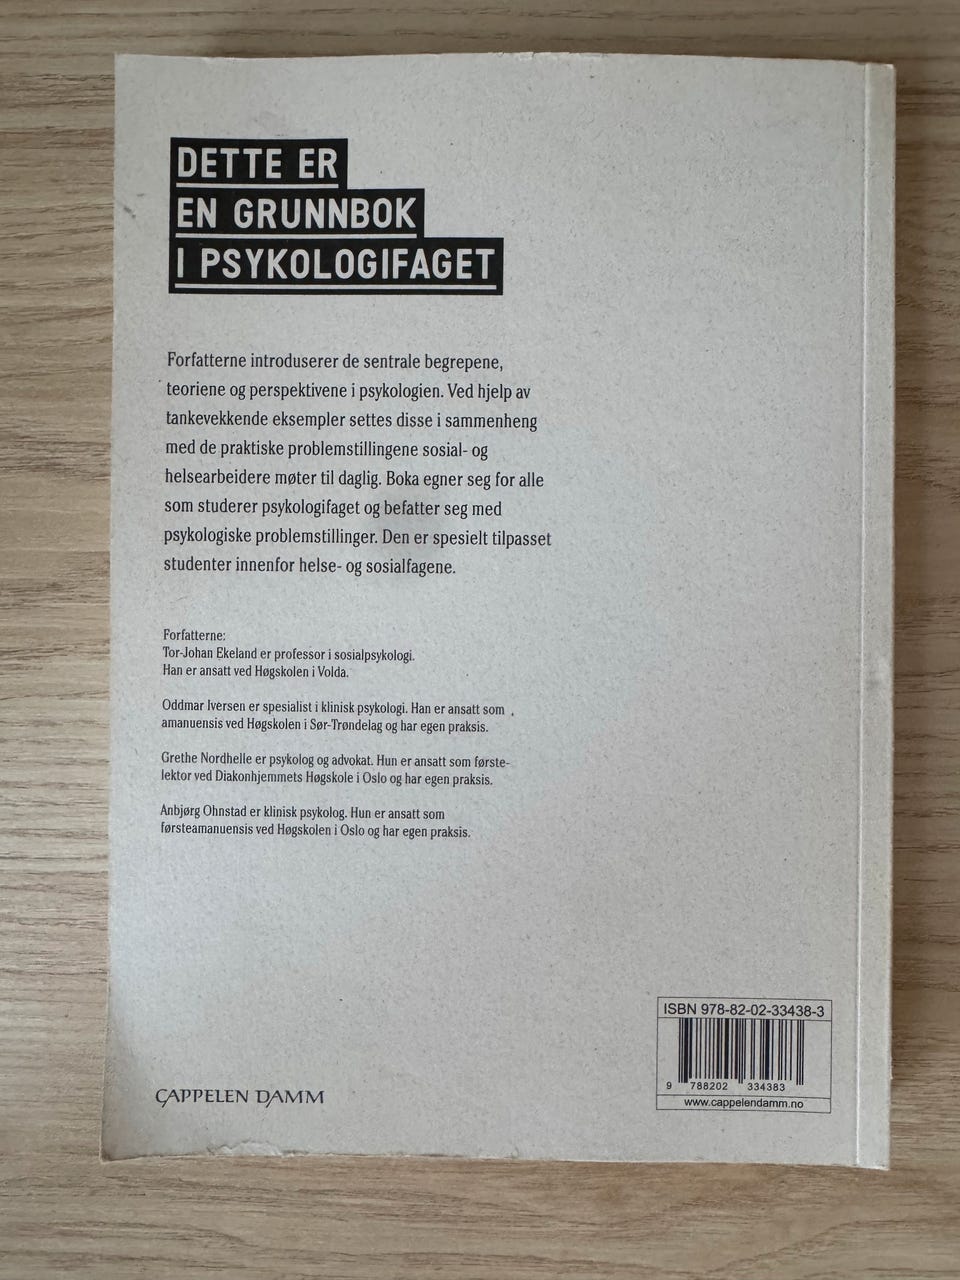 DETTE ER
EN GRUNNBOK
I PSYKOLOGIFAGET
Forfatterne introduserer de sentrale begrepene,
teoriene og perspektivene i psykologien. Ved hjelp av
tankevekkende eksempler settes disse i sammenheng
med de praktiske problemstillingene sosial- og
helsearbeidere møter til daglig. Boka egner seg for alle
som studerer psykologifaget og befatter seg med
psykologiske problemstillinger. Den er spesielt tilpasset
studenter innenfor helse- og sosialfagene.
Forfatterne:
Tor-Johan Ekeland er professor i sosialpsykologi.
Han er ansatt ved Høgskolen i Volda.
Oddmar Iversen er spesialist i klinisk psykologi. Han er ansatt som
amanuensis ved Høgskolen i Sør-Trøndelag og har egen praksis.
Grethe Nordhelle er psykolog og advokat. Hun er ansatt som første-
lektor ved Diakonhjemmets Høgskole i Oslo og har egen praksis.
Anbjørg Ohnstad er klinisk psykolog. Hun er ansatt som
førsteamanuensis ved Høgskolen i Oslo og har egen praksis.
CAPPELEN DAMM
ISBN 978-82-02-33438-3
9 788202 334383
www.cappelendamm.no